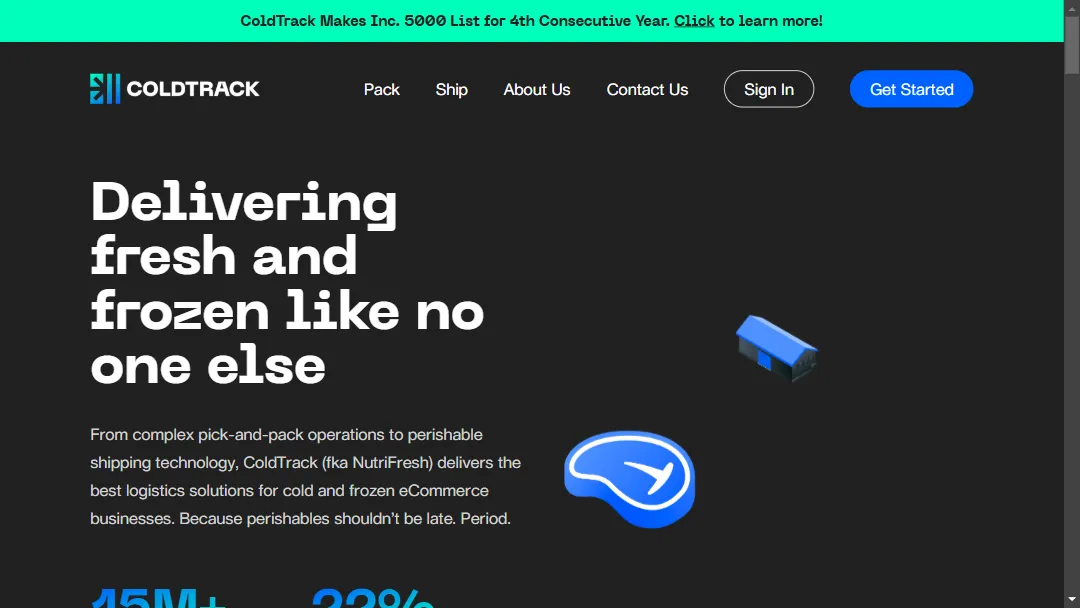 ColdTrack Makes Inc. 5000 List for 4th Consecutive Year. Click to learn more!
COLDTRACK
Pack
Ship
About Us
Contact Us
Sign In
Get Started
Delivering
fresh and
frozen like no
one else
From complex pick-and-pack operations to perishable
shipping technology, ColdTrack (fka NutriFresh) delivers the
best logistics solutions for cold and frozen eCommerce
businesses. Because perishables shouldn't be late. Period.
15M+